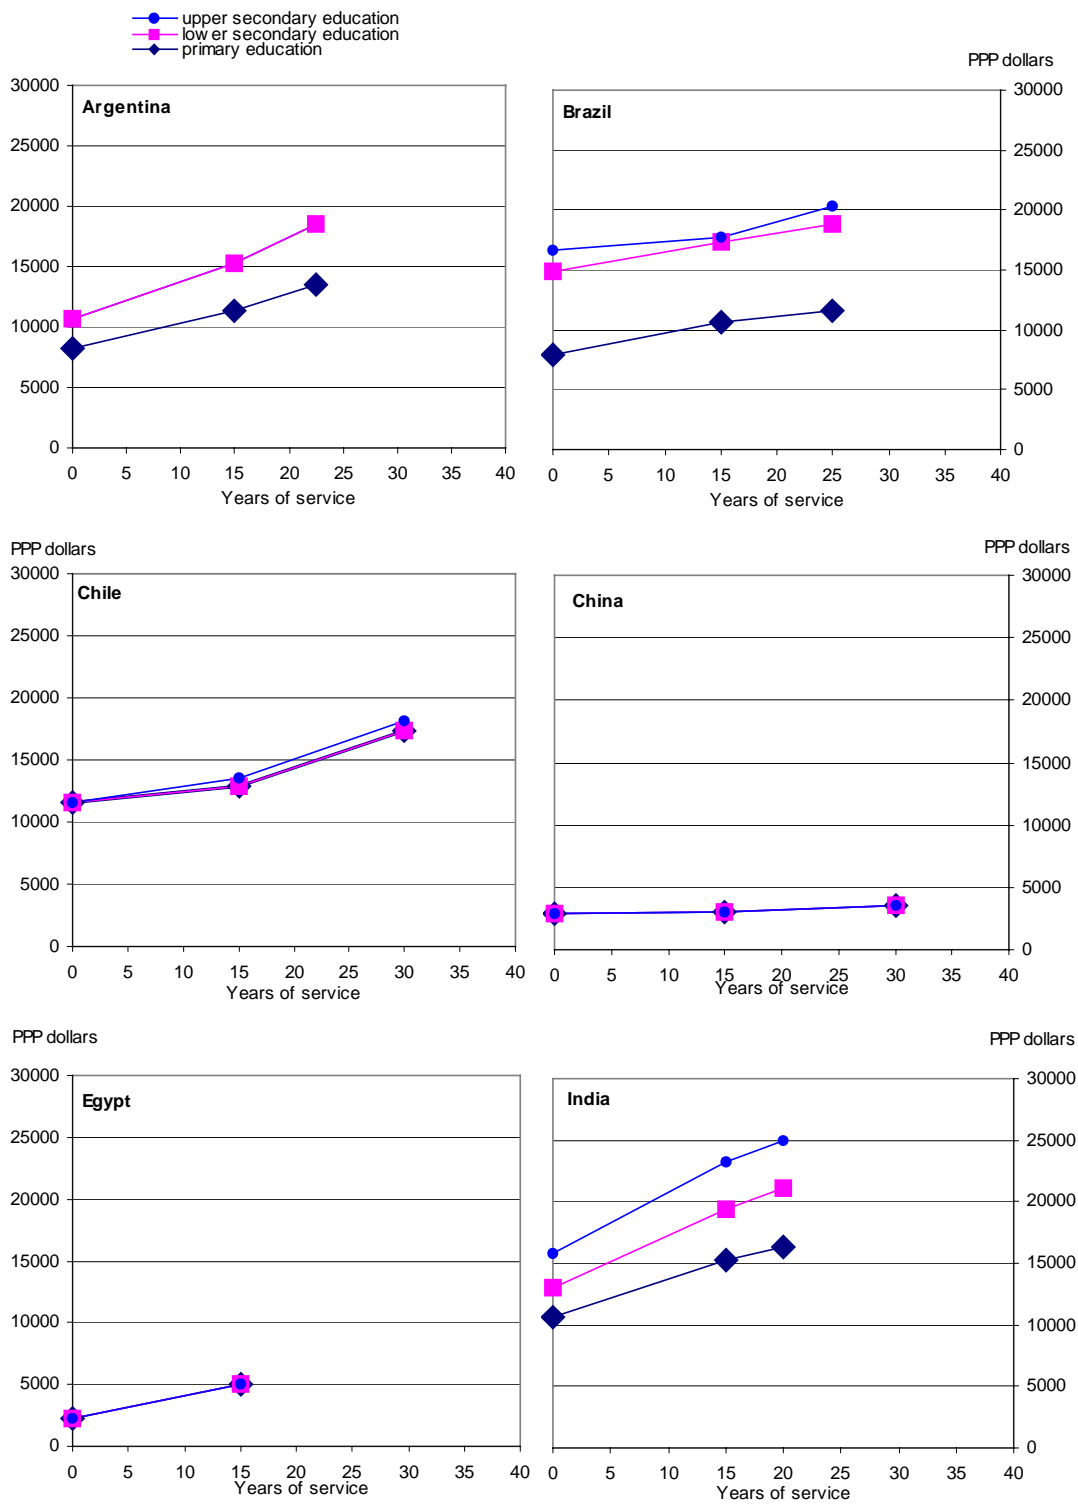 upper secondary education
lower secondary education
primary education
PPP dollars
30000
25000
20000
15000
10000
5000
0
Argentina
0 5 10 15 20 25 30 35 40
Years of service
Brazil
30000
25000
20000
15000
10000
5000
0
0 5 10 15 20 25 30 35 40
Years of service
PPP dollars
30000
25000
20000
15000
10000
5000
0
Chile
0 5 10 15 20 25 30 35 40
Years of service
PPP dollars
China
30000
25000
20000
15000
10000
5000
0
0 5 10 15 20 25 30 35 40
Years of service
PPP dollars
30000
25000
20000
15000
10000
5000
0
Egypt
0 5 10 15 20 25 30 35 40
Years of service
PPP dollars
India
30000
25000
20000
15000
10000
5000
0
0 5 10 15 20 25 30 35 40
Years of service